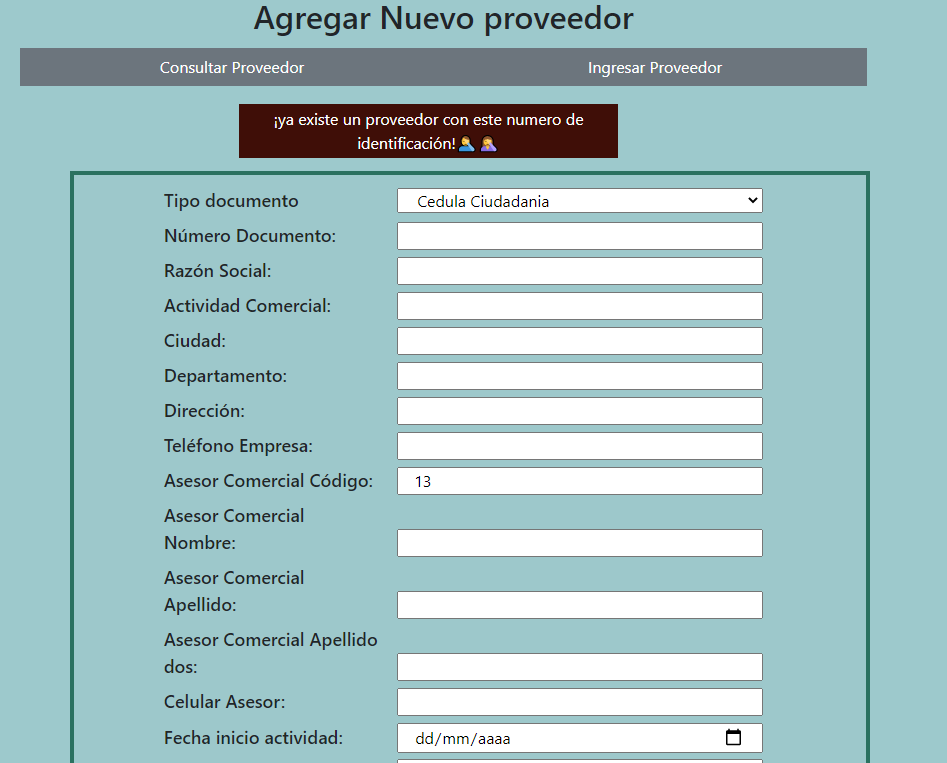 Agregar Nuevo proveedor
Consultar Proveedor Ingresar Proveedor
¡ya existe un proveedor con este numero de
identificación!🤦‍♂️ 🤦‍♀️
Tipo documento Cedula Ciudadania
Número Documento:
Razón Social:
Actividad Comercial:
Ciudad:
Departamento:
Dirección:
Teléfono Empresa:
Asesor Comercial Código: 13
Asesor Comercial
Nombre:
Asesor Comercial
Apellido:
Asesor Comercial Apellido
dos:
Celular Asesor:
Fecha inicio actividad: dd/mm/aaaa